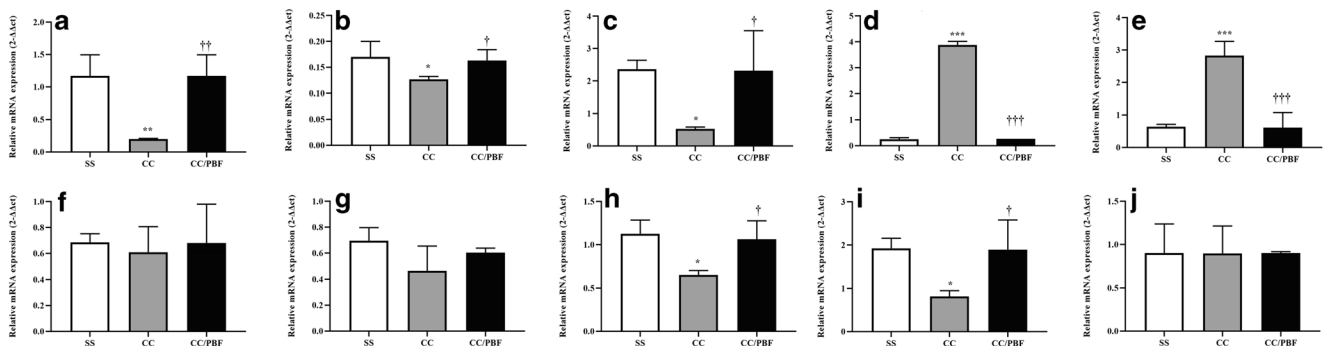 a
Relative mRNA expression (2-ΔΔct)
2.0
1.5
1.0
0.5
0.0
**
††
SS CC CC/PBF
b
Relative mRNA expression (2-ΔΔct)
0.25
0.20
0.15
0.10
0.05
0.00
*
†
SS CC CC/PBF
c
Relative mRNA expression (2-ΔΔct)
4
3
2
1
0
*
†
SS CC CC/PBF
d
Relative mRNA expression (2-ΔΔct)
5
4
3
2
1
0
***
†††
SS CC CC/PBF
e
Relative mRNA expression (2-ΔΔct)
4
3
2
1
0
***
†††
SS CC CC/PBF
f
Relative mRNA expression (2-ΔΔct)
1.0
0.8
0.6
0.4
0.2
0.0
SS CC CC/PBF
g
Relative mRNA expression (2-ΔΔct)
1.0
0.8
0.6
0.4
0.2
0.0
SS CC CC/PBF
h
Relative mRNA expression (2-ΔΔct)
1.5
1.0
0.5
0.0
*
†
SS CC CC/PBF
i
Relative mRNA expression (2-ΔΔct)
3
2
1
0
*
†
SS CC CC/PBF
j
Relative mRNA expression (2-ΔΔct)
1.5
1.0
0.5
0.0
SS CC CC/PBF